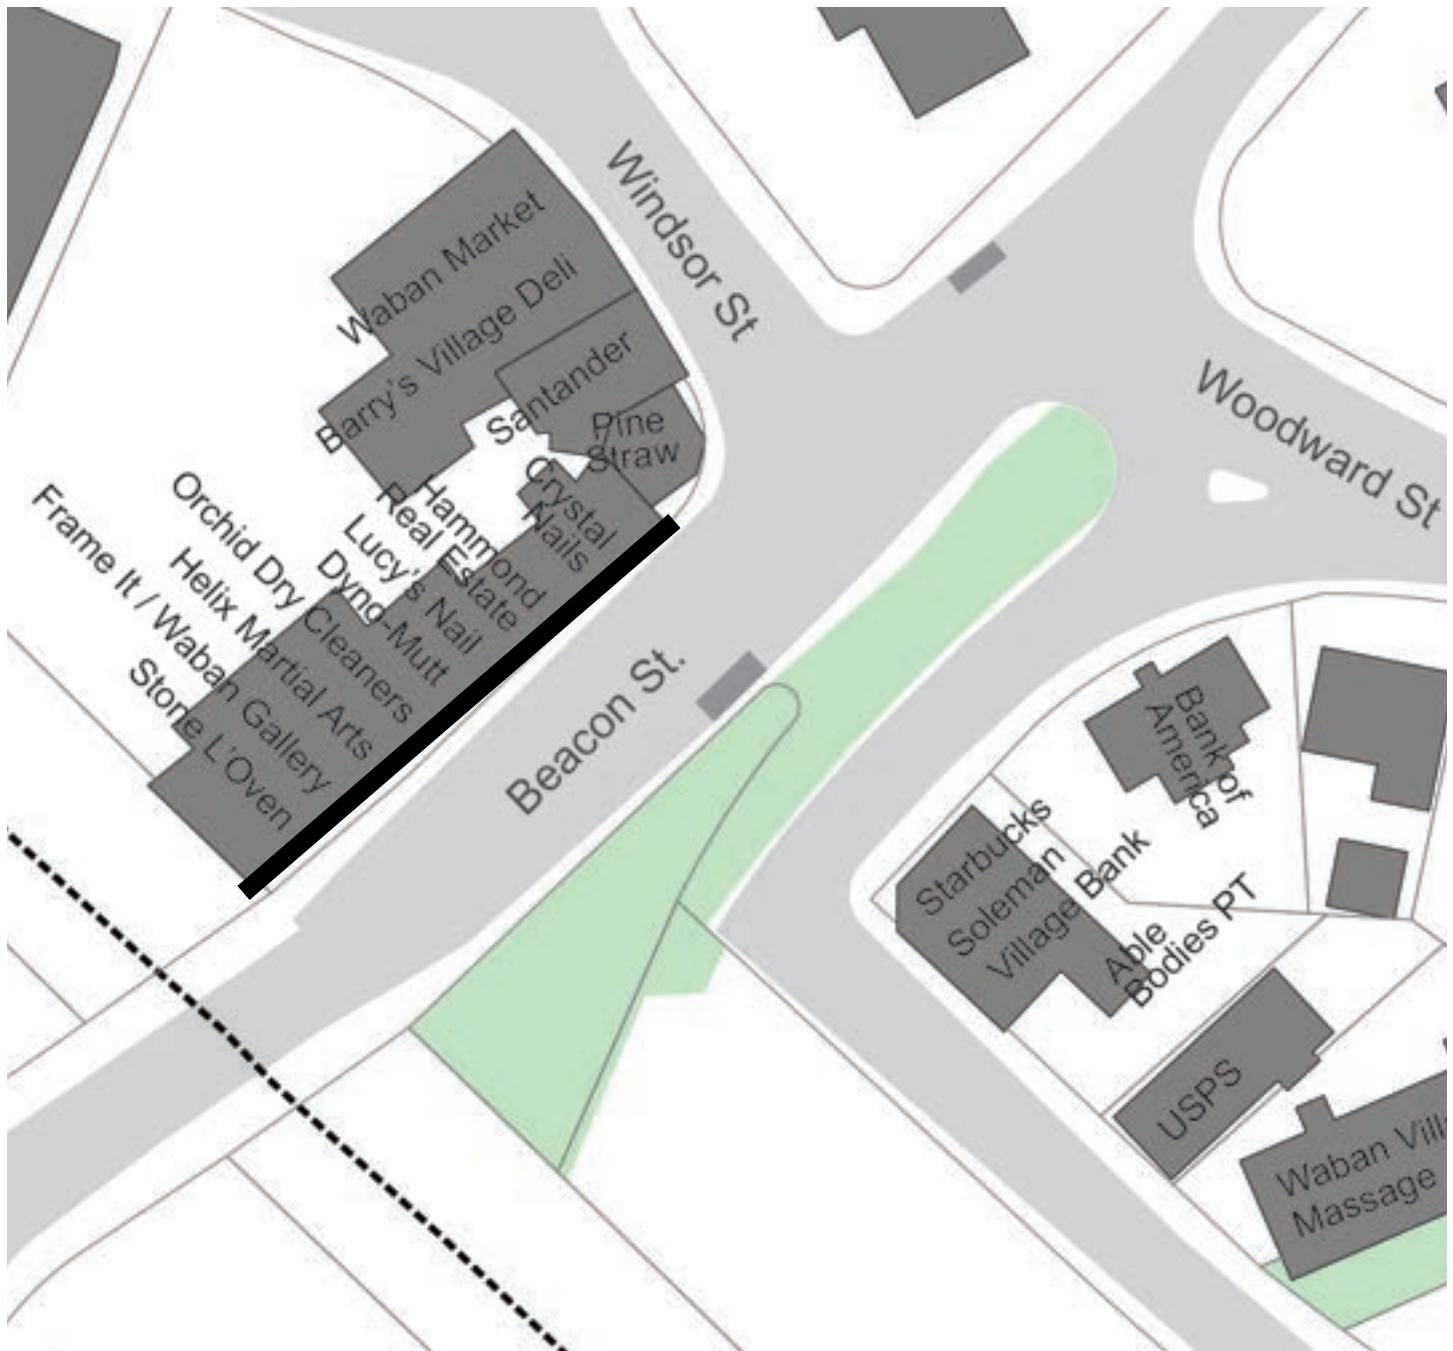 Windsor St
Waban Market
Barry's Village Deli
Santander
Pine
Straw
Crystal
Nails
Hammond
Real Estate
Lucy's Nail
Dyno-Mutt
Orchid Dry Cleaners
Helix Martial Arts
Frame It / Waban Gallery
Stone L'Oven
Beacon St.
Woodward St
Bank of
America
Starbucks
Soleman
Village Bank
Able
Bodies PT
USPS
Waban Villa
Massage